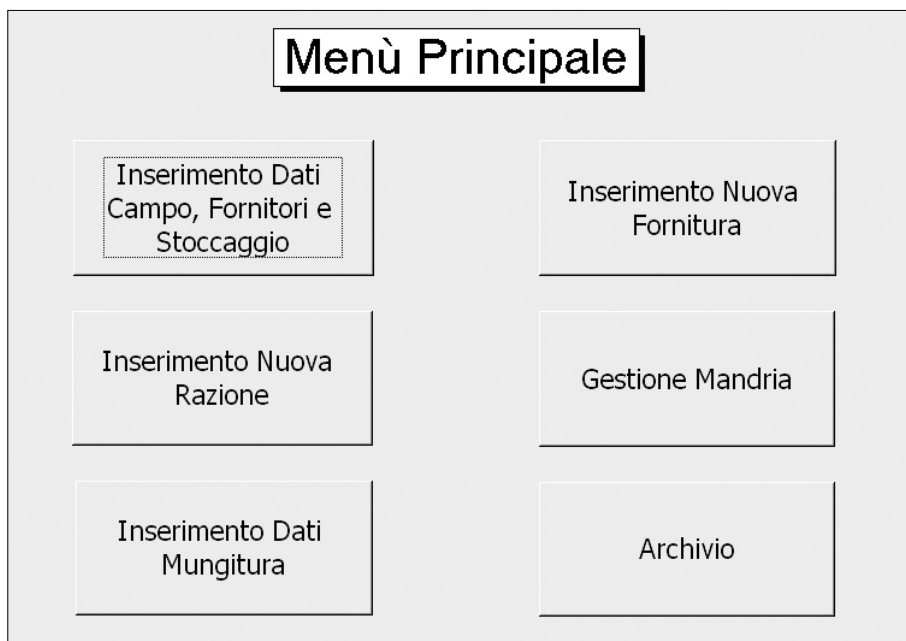 Menù Principale
Inserimento Dati
Campo, Fornitori e
Stoccaggio
Inserimento Nuova
Fornitura
Inserimento Nuova
Razione
Gestione Mandria
Inserimento Dati
Mungitura
Archivio